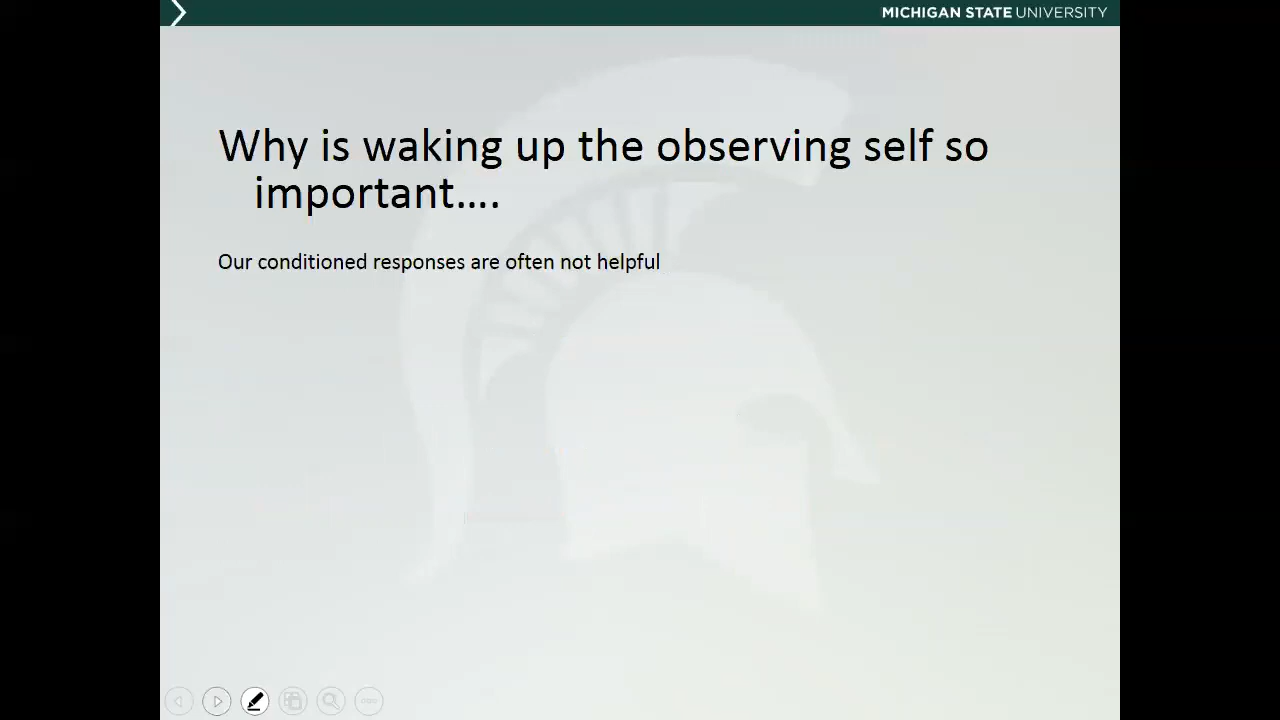 MICHIGAN STATE UNIVERSITY
Why is waking up the observing self so
important....
Our conditioned responses are often not helpful